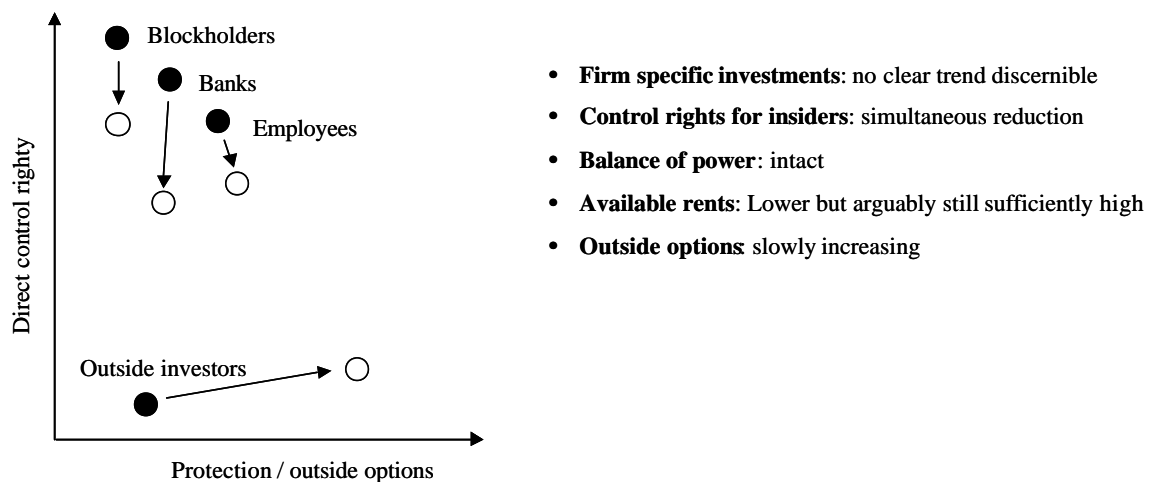 Blockholders
Banks
Employees
Outside investors
Direct control righty
Protection / outside options
• Firm specific investments: no clear trend discernible
• Control rights for insiders: simultaneous reduction
• Balance of power: intact
• Available rents: Lower but arguably still sufficiently high
• Outside options: slowly increasing